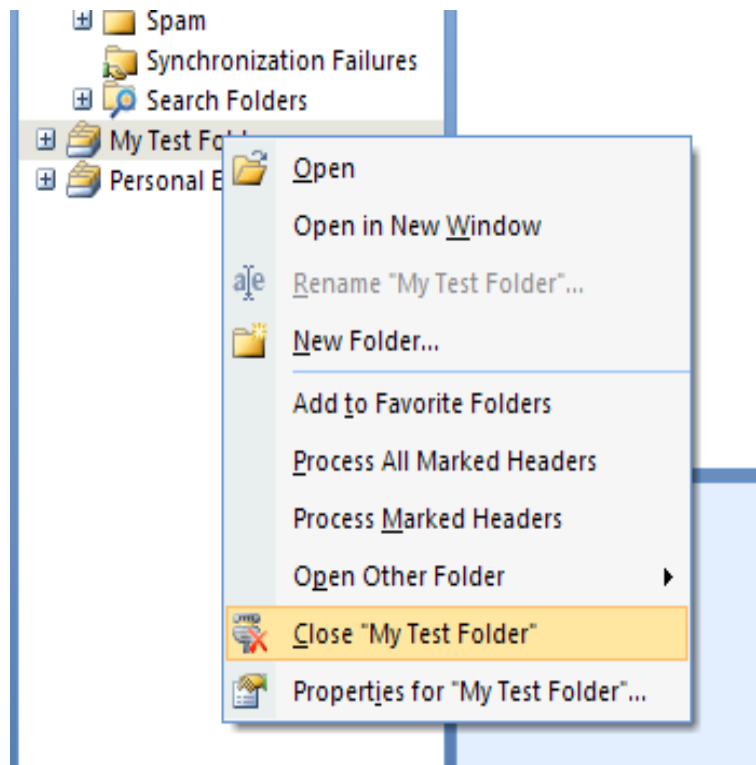 Spam
Synchronization Failures
Search Folders
My Test Fol
Personal E
Open
Open in New Window
Rename "My Test Folder"...
New Folder...
Add to Favorite Folders
Process All Marked Headers
Process Marked Headers
Open Other Folder
Close "My Test Folder"
Properties for "My Test Folder"...